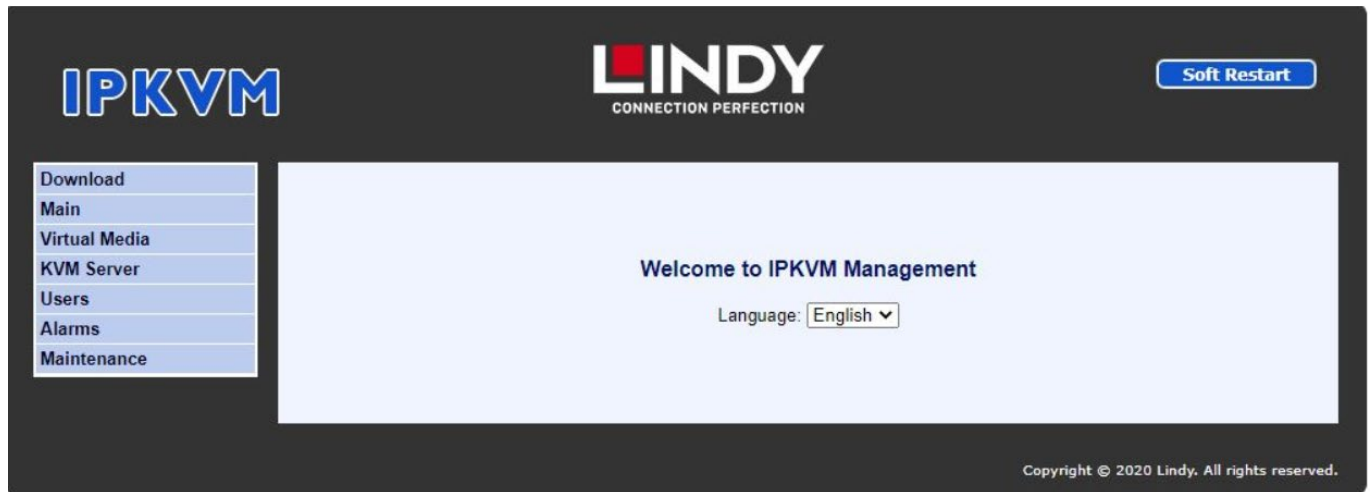 IPKVM
LINDY
CONNECTION PERFECTION
Soft Restart
Download
Main
Virtual Media
KVM Server
Users
Alarms
Maintenance
Welcome to IPKVM Management
Language: English
Copyright © 2020 Lindy. All rights reserved.